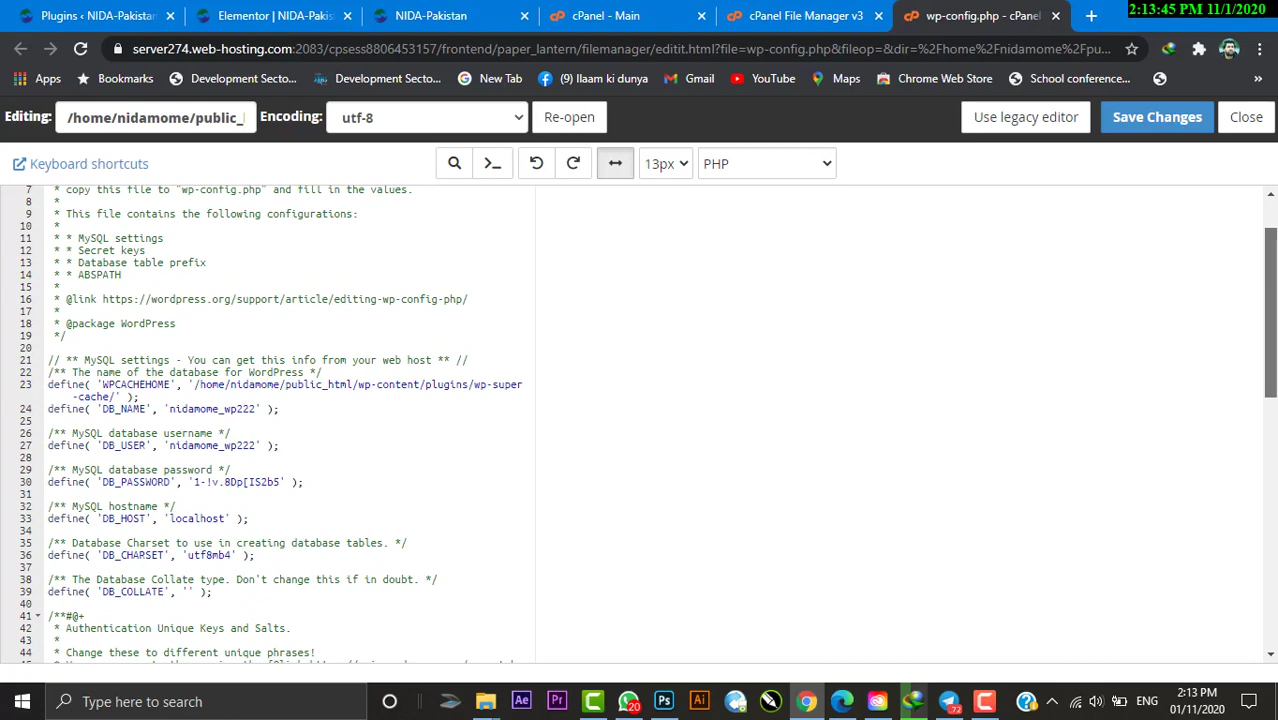 2:13:45 PM 11/1/2020
Plugins ‹ NIDA-Pakistan
Elementor | NIDA-Pakis
NIDA-Pakistan
cPanel - Main
cPanel File Manager v3
wp-config.php - cPanel
server274.web-hosting.com:2083/cpsess8806453157/frontend/paper_lantern/filemanager/editit.html?file=wp-config.php&fileop=&dir=%2Fhome%2Fnidamome%2Fpu...
Apps
Bookmarks
Development Secto...
Development Secto...
New Tab
(9) Ilaam ki dunya
Gmail
YouTube
Maps
Chrome Web Store
School conference...
»
Editing:
/home/nidamome/public_
Encoding:
utf-8
Re-open
Use legacy editor
Save Changes
Close
Keyboard shortcuts
13px
PHP
7 * copy this file to "wp-config.php" and fill in the values.
8 *
9 * This file contains the following configurations:
10 *
11 * * MySQL settings
12 * * Secret keys
13 * * Database table prefix
14 * * ABSPATH
15 *
16 * @link https://wordpress.org/support/article/editing-wp-config-php/
17 *
18 * @package WordPress
19 */
20
21 // ** MySQL settings - You can get this info from your web host ** //
22 /** The name of the database for WordPress */
23 define( 'WPCACHEHOME', '/home/nidamome/public_html/wp-content/plugins/wp-super
-cache/' );
24 define( 'DB_NAME', 'nidamome_wp222' );
25
26 /** MySQL database username */
27 define( 'DB_USER', 'nidamome_wp222' );
28
29 /** MySQL database password */
30 define( 'DB_PASSWORD', '1-!v.8Dp[IS2b5' );
31
32 /** MySQL hostname */
33 define( 'DB_HOST', 'localhost' );
34
35 /** Database Charset to use in creating database tables. */
36 define( 'DB_CHARSET', 'utf8mb4' );
37
38 /** The Database Collate type. Don't change this if in doubt. */
39 define( 'DB_COLLATE', '' );
40
41 /**#@+
42 * Authentication Unique Keys and Salts.
43 *
44 * Change these to different unique phrases!
Type here to search
Ae
Pr
20
Ps
Ai
72
ENG
2:13 PM
01/11/2020